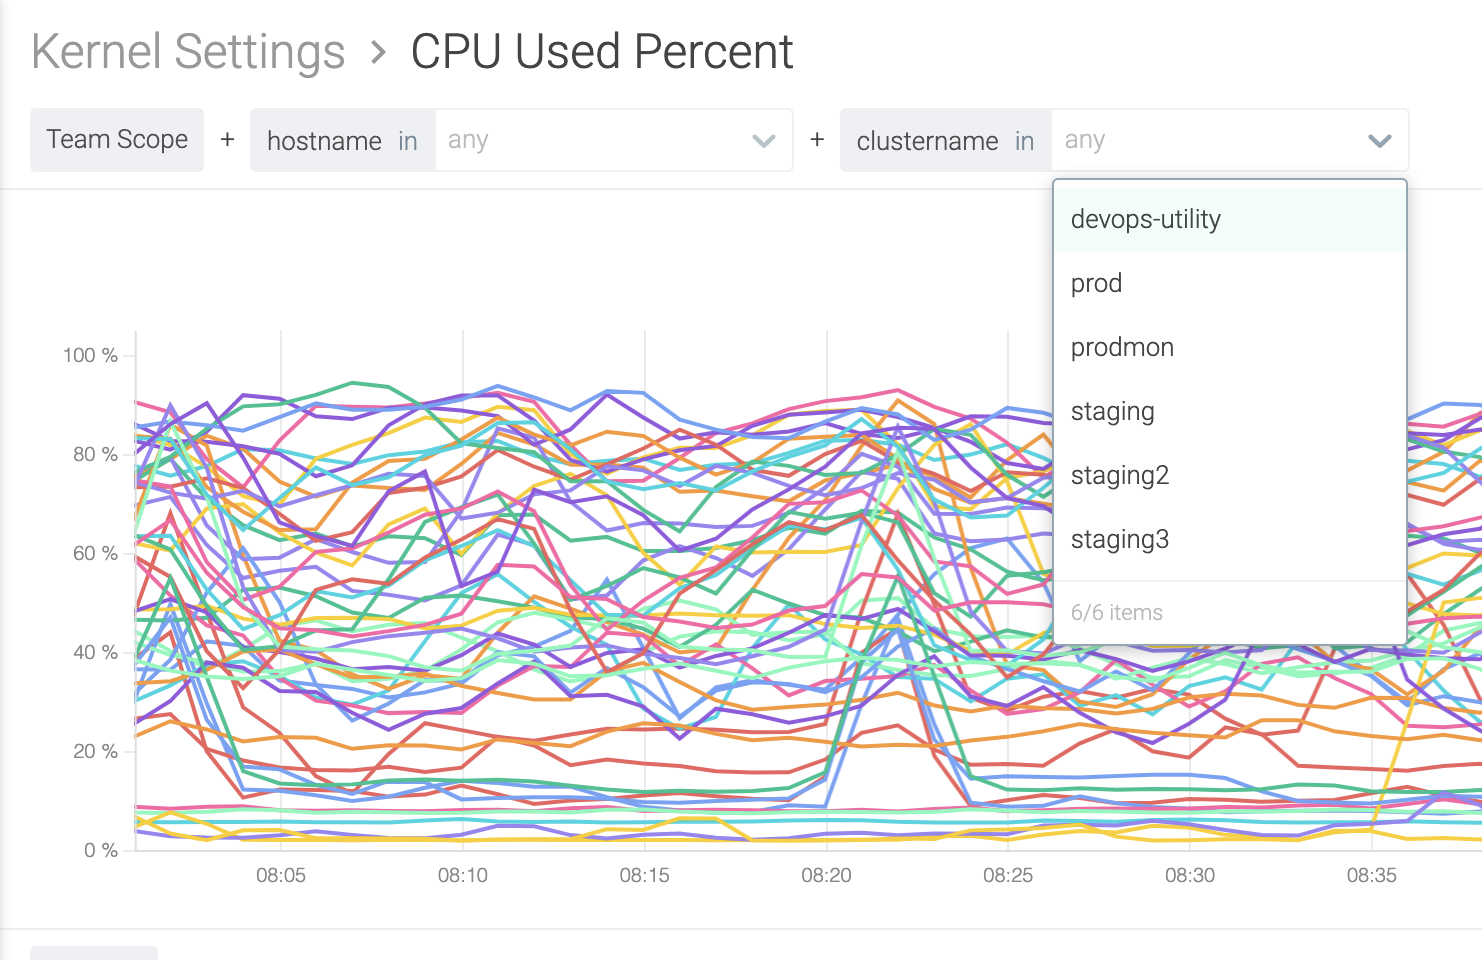 Kernel Settings > CPU Used Percent
Team Scope + hostname in any + clustername in any
devops-utility
prod
prodmon
staging
staging2
staging3
6/6 items
100 %
80 %
60 %
40 %
20 %
0 %
08:05 08:10 08:15 08:20 08:25 08:30 08:35